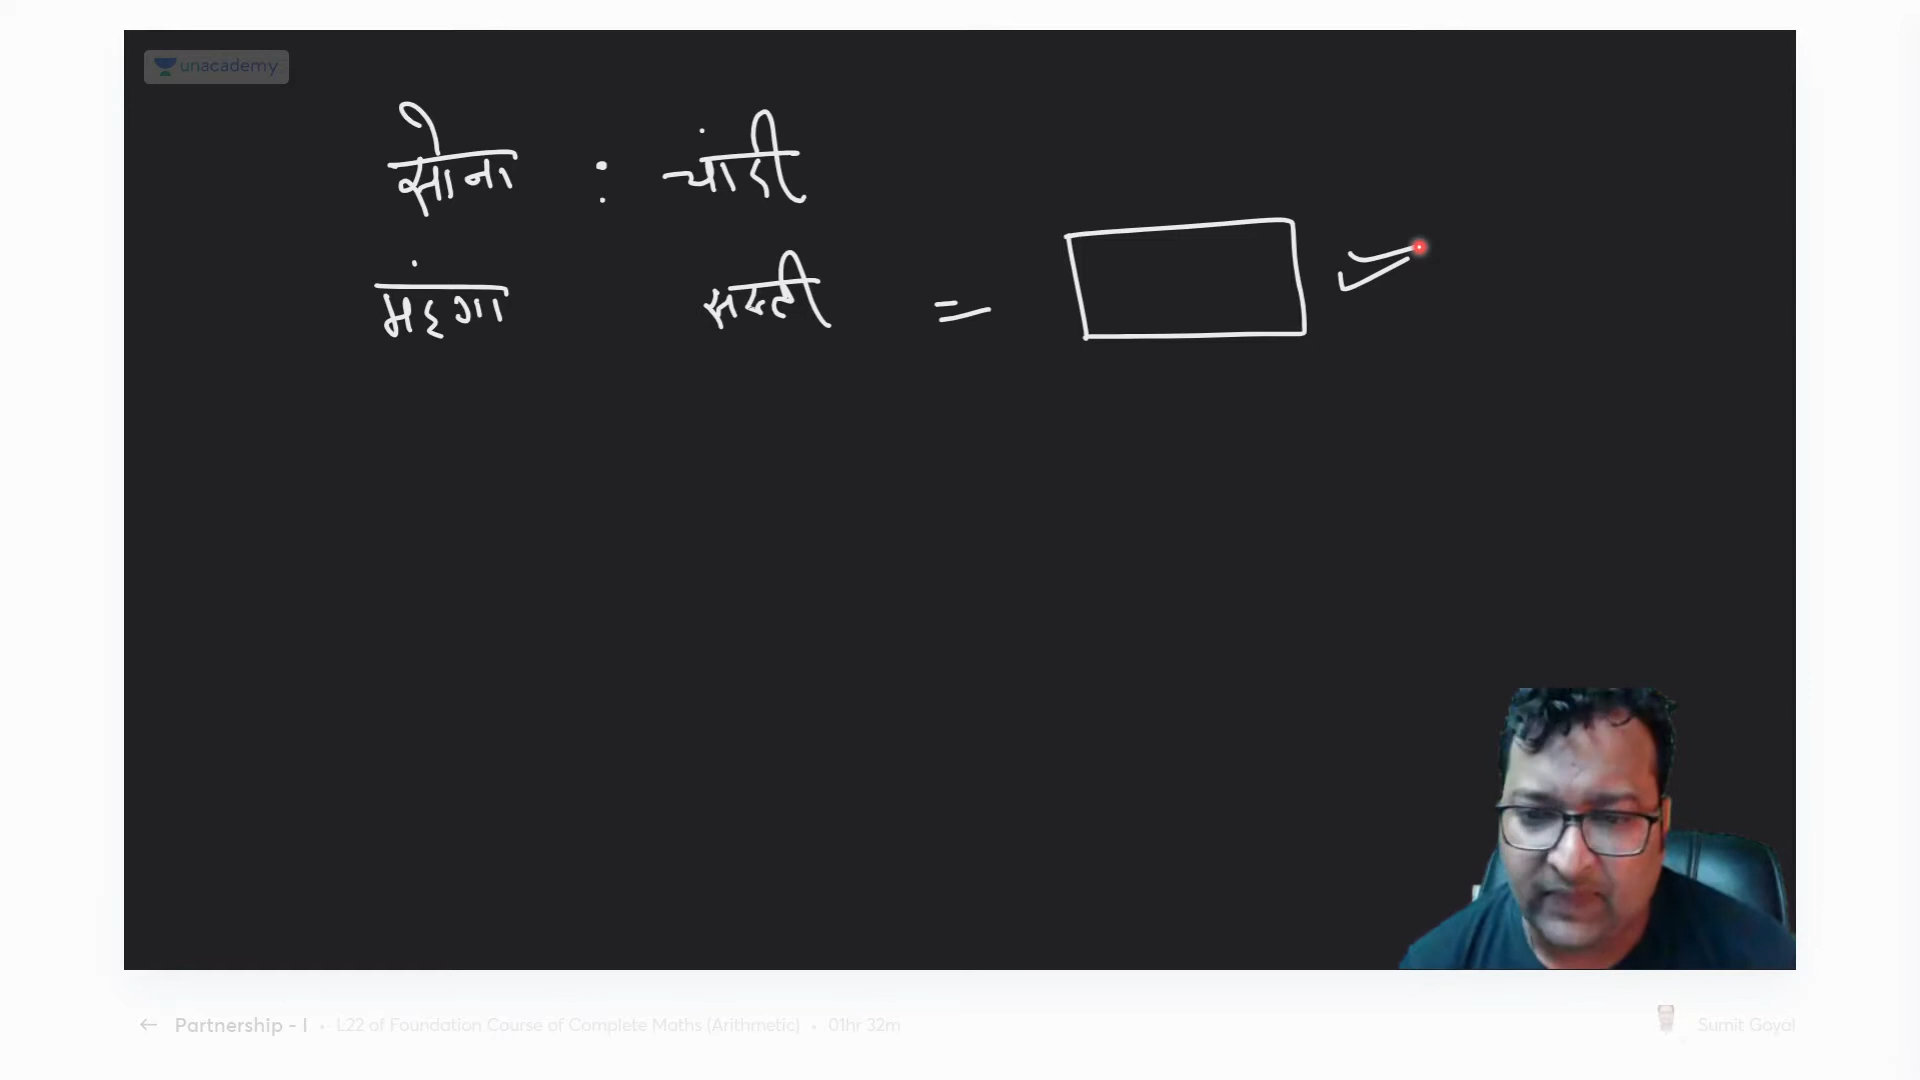 unacademy
सोना : चांदी
मंहगा सस्ती =
← Partnership - I • L22 of Foundation Course of Complete Maths (Arithmetic) • 01hr 32m
Sumit Goyal